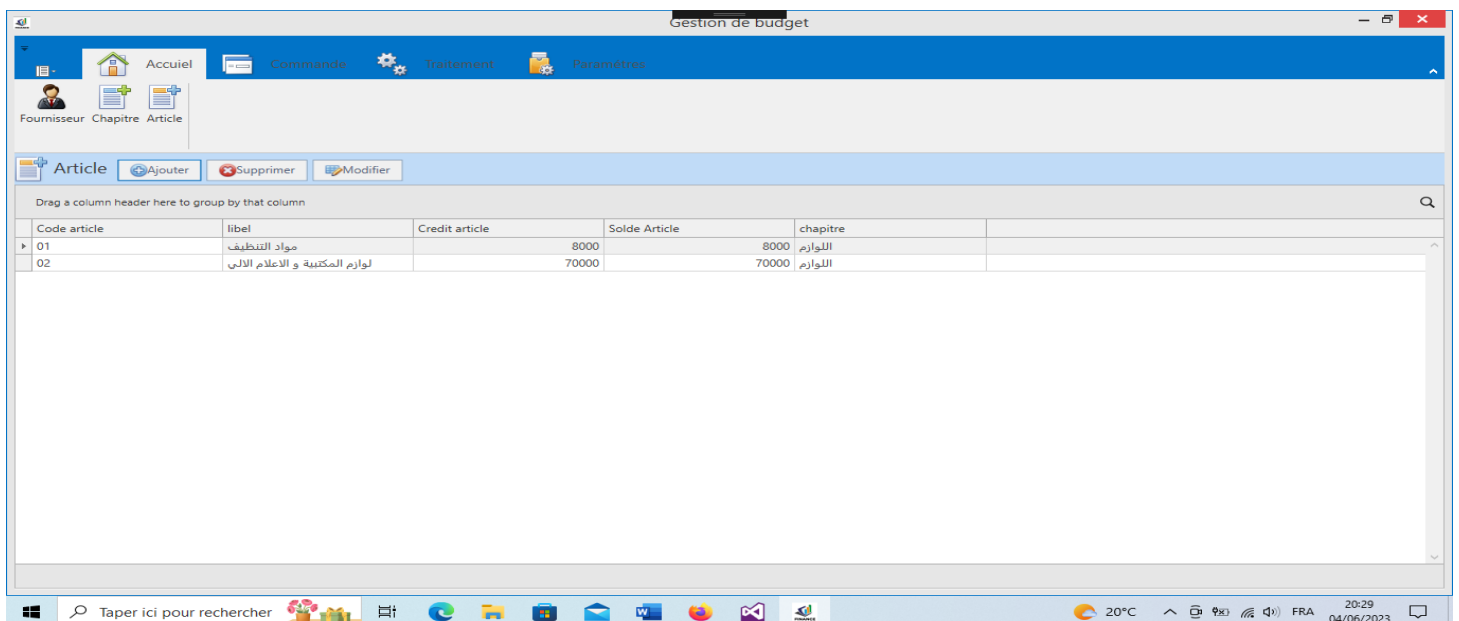 Gestion de budget
Accuiel Commande Traitement Paramétres
Fournisseur Chapitre Article
Article Ajouter Supprimer Modifier
Drag a column header here to group by that column
Code article libel Credit article Solde Article chapitre
01 مواد التنظيف 8000 8000 اللوازم
02 لوازم المكتبية و الاعلام الالي 70000 70000 اللوازم
Taper ici pour rechercher 20°C FRA 20:29
04/06/2023